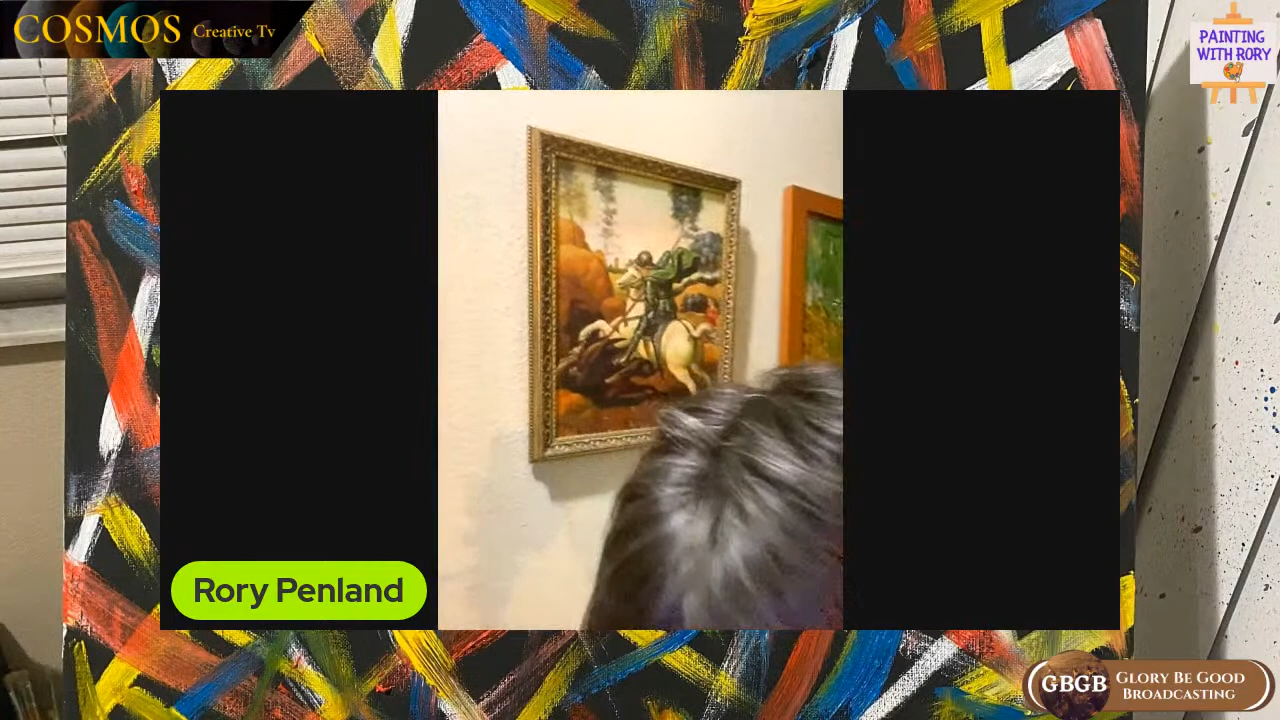 COSMOS Creative Tv
PAINTING
WITH RORY
Rory Penland
GBGB GLORY BE GOOD
BROADCASTING